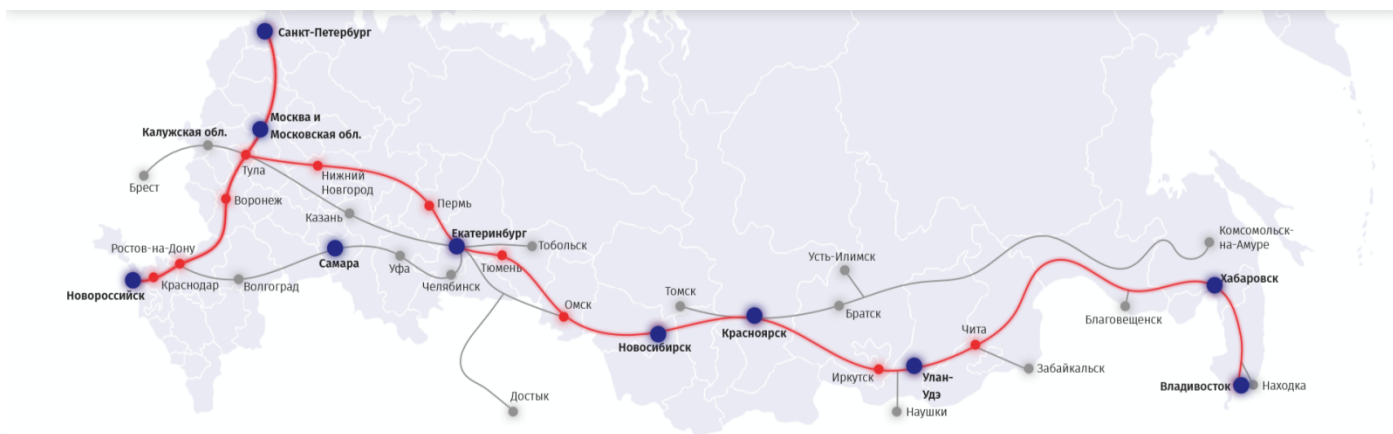 Санкт-Петербург
Москва и
Московская обл.
Калужская обл.
Брест
Тула
Нижний
Новгород
Воронеж
Пермь
Казань
Екатеринбург
Тобольск
Ростов-на-Дону
Самара
Уфа
Тюмень
Челябинск
Новороссийск
Краснодар
Волгоград
Омск
Достык
Томск
Новосибирск
Красноярск
Усть-Илимск
Братск
Иркутск
Улан-
Удэ
Наушки
Чита
Забайкальск
Благовещенск
Комсомольск-
на-Амуре
Хабаровск
Владивосток
Находка